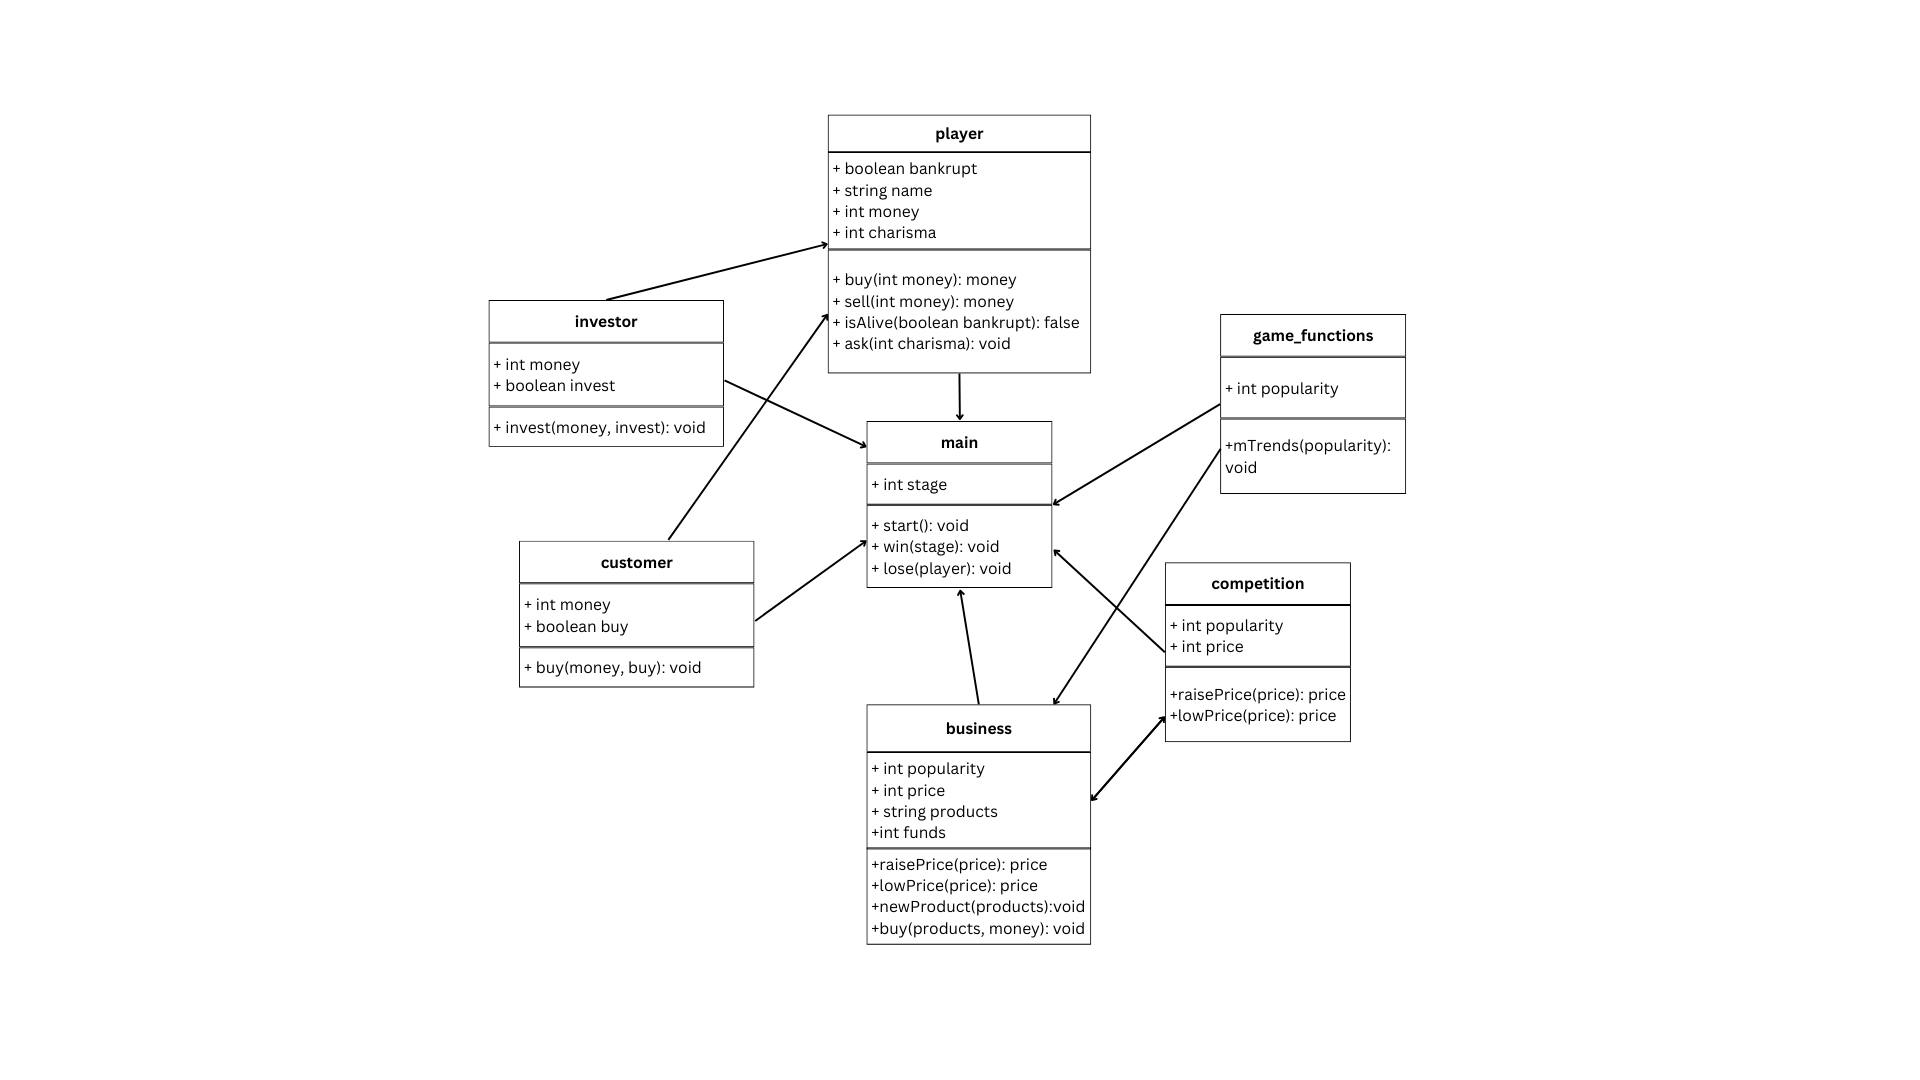 player
+ boolean bankrupt
+ string name
+ int money
+ int charisma
+ buy(int money): money
+ sell(int money): money
+ isAlive(boolean bankrupt): false
+ ask(int charisma): void
investor
+ int money
+ boolean invest
+ invest(money, invest): void
game_functions
+ int popularity
+mTrends(popularity):
void
main
+ int stage
+ start(): void
+ win(stage): void
+ lose(player): void
customer
+ int money
+ boolean buy
+ buy(money, buy): void
competition
+ int popularity
+ int price
+raisePrice(price): price
+lowPrice(price): price
business
+ int popularity
+ int price
+ string products
+int funds
+raisePrice(price): price
+lowPrice(price): price
+newProduct(products):void
+buy(products, money): void